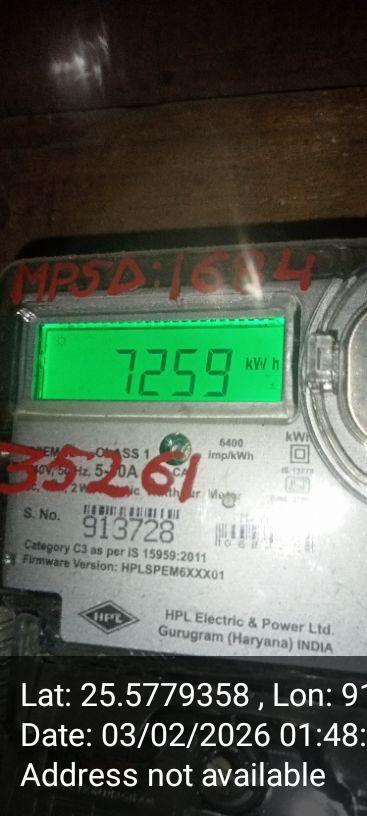 MPSD:1684
7259 kWh
CLASS 1
6400
imp/kWh
kWh
35261
S. No.
913728
Category C3 as per IS 15959:2011
Firmware Version: HPLSPEM6XXX01
HPL
HPL Electric & Power Ltd.
Gurugram (Haryana) INDIA
Lat: 25.5779358 , Lon: 91
Date: 03/02/2026 01:48:
Address not available